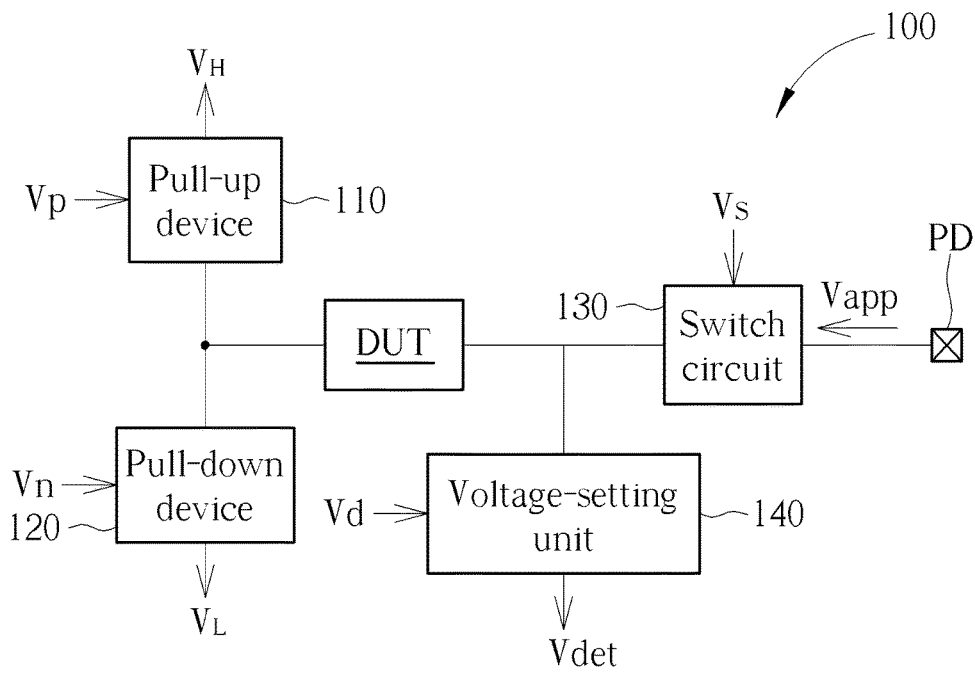 100
VH
Pull-up
device
Vp
110
VS
PD
130
Vapp
Switch
circuit
DUT
Pull-down
device
Vn
120
Voltage-setting
unit
Vd
140
VL
Vdet